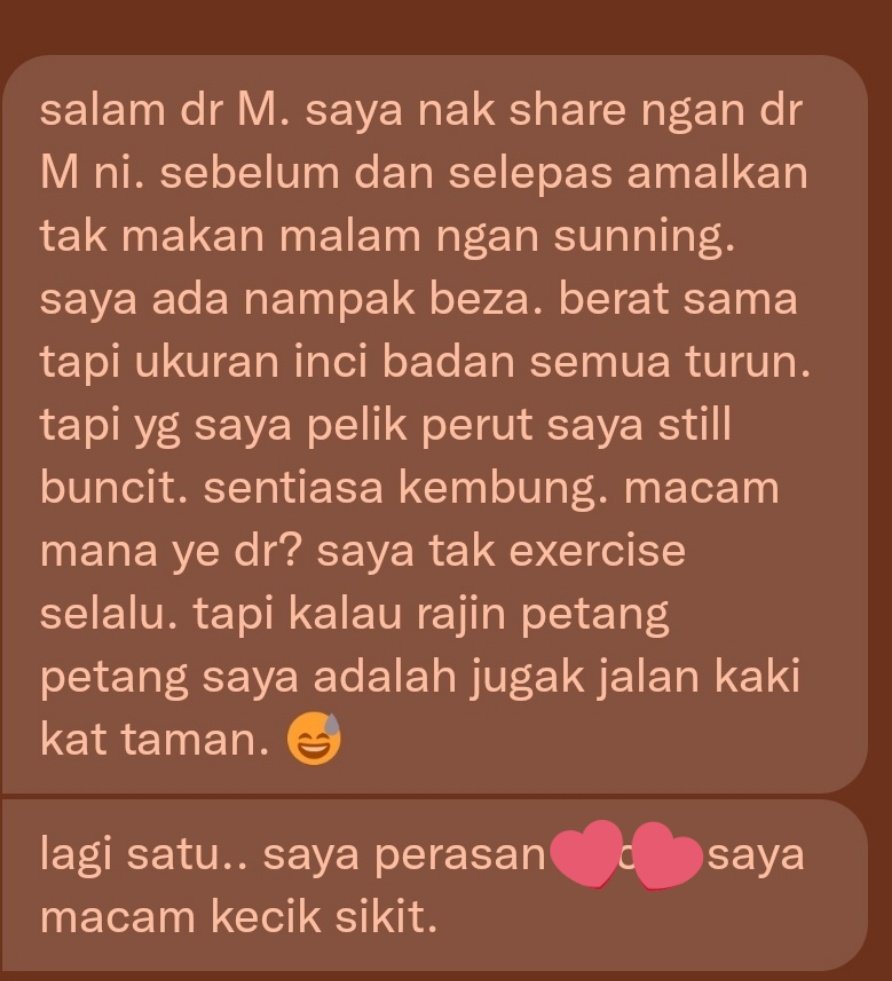 salam dr M. saya nak share ngan dr
M ni. sebelum dan selepas amalkan
tak makan malam ngan sunning.
saya ada nampak beza. berat sama
tapi ukuran inci badan semua turun.
tapi yg saya pelik perut saya still
buncit. sentiasa kembung. macam
mana ye dr? saya tak exercise
selalu. tapi kalau rajin petang
petang saya adalah jugak jalan kaki
kat taman. 😅
lagi satu.. saya perasan saya
macam kecik sikit.